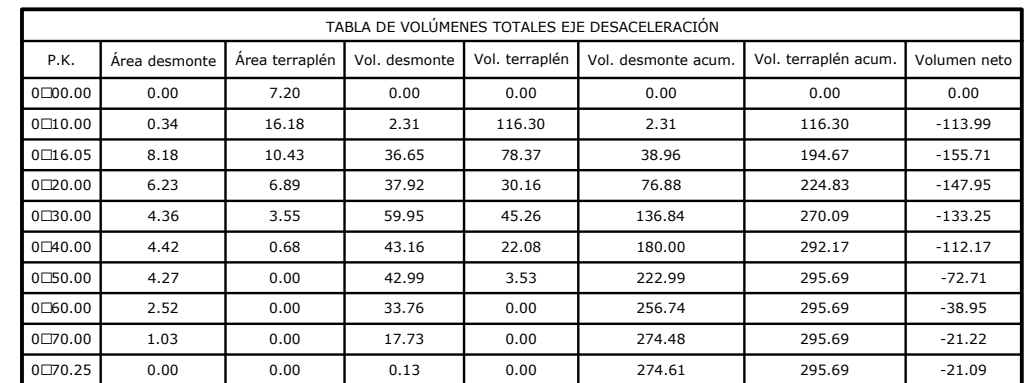 TABLA DE VOLÚMENES TOTALES EJE DESACELERACIÓN
P.K. Área desmonte Área terraplén Vol. desmonte Vol. terraplén Vol. desmonte acum. Vol. terraplén acum. Volumen neto
0□00.00 0.00 7.20 0.00 0.00 0.00 0.00 0.00
0□10.00 0.34 16.18 2.31 116.30 2.31 116.30 -113.99
0□16.05 8.18 10.43 36.65 78.37 38.96 194.67 -155.71
0□20.00 6.23 6.89 37.92 30.16 76.88 224.83 -147.95
0□30.00 4.36 3.55 59.95 45.26 136.84 270.09 -133.25
0□40.00 4.42 0.68 43.16 22.08 180.00 292.17 -112.17
0□50.00 4.27 0.00 42.99 3.53 222.99 295.69 -72.71
0□60.00 2.52 0.00 33.76 0.00 256.74 295.69 -38.95
0□70.00 1.03 0.00 17.73 0.00 274.48 295.69 -21.22
0□70.25 0.00 0.00 0.13 0.00 274.61 295.69 -21.09